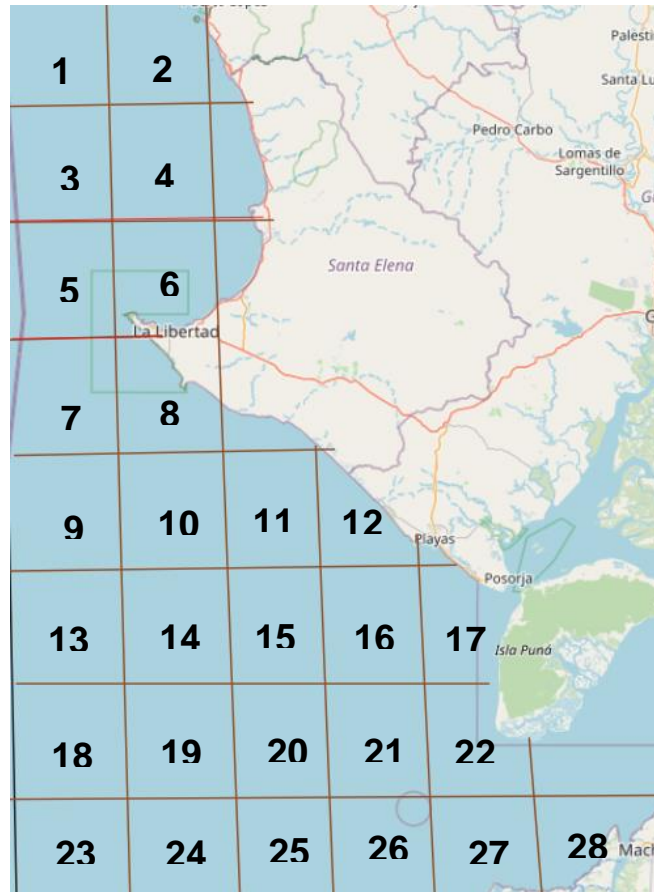 1
2
Palesti
Santa Lu
Pedro Carbo
Lomas de
Sargentillo
3
4
Santa Elena
5
6
La Libertad
7
8
9
10
11
12
Playas
Posorja
13
14
15
16
17
Isla Puná
18
19
20
21
22
23
24
25
26
27
28
Mach